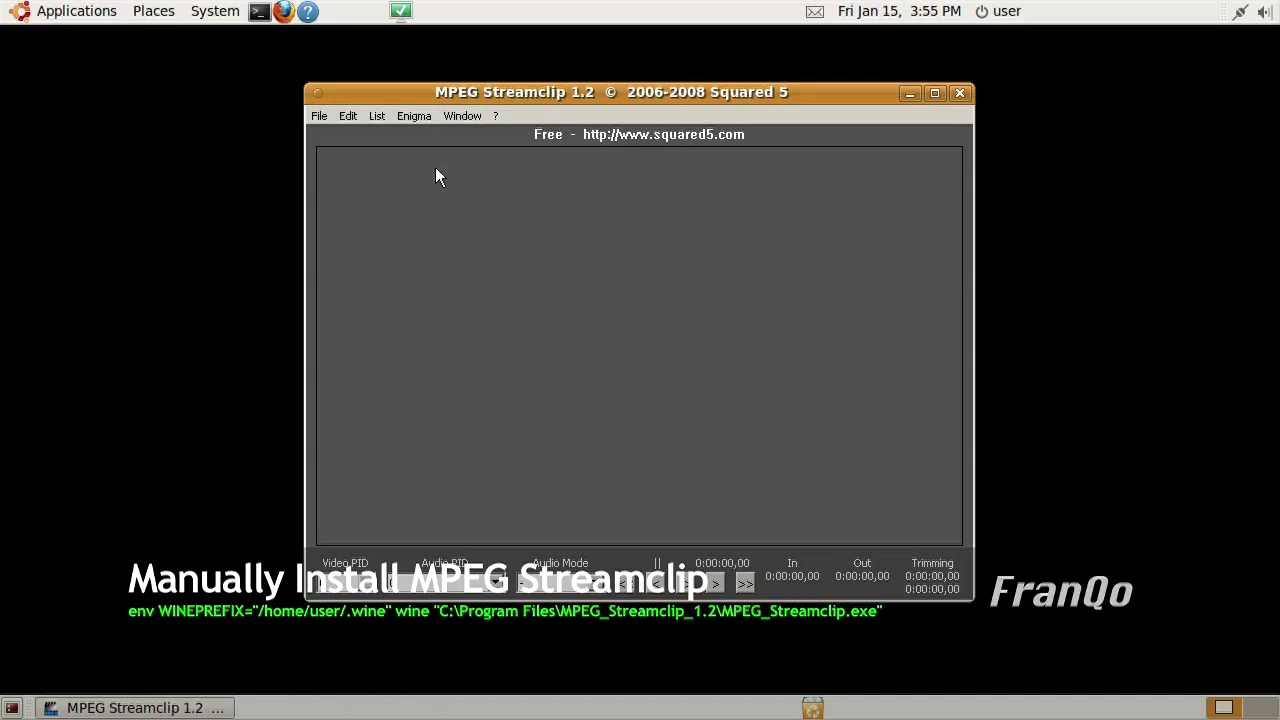 Applications Places System
Fri Jan 15, 3:55 PM user
MPEG Streamclip 1.2 © 2006-2008 Squared 5
File Edit List Enigma Window ?
Free - http://www.squared5.com
Video PID Audio PID Audio Mode || 0:00:00,00 In Out Trimming
0:00:00,00 0:00:00,00 0:00:00,00
>>
0:00:00,00
Manually Install MPEG Streamclip
FranQo
env WINEPREFIX="/home/user/.wine" wine "C:\Program Files\MPEG_Streamclip_1.2\MPEG_Streamclip.exe"
MPEG Streamclip 1.2 ...